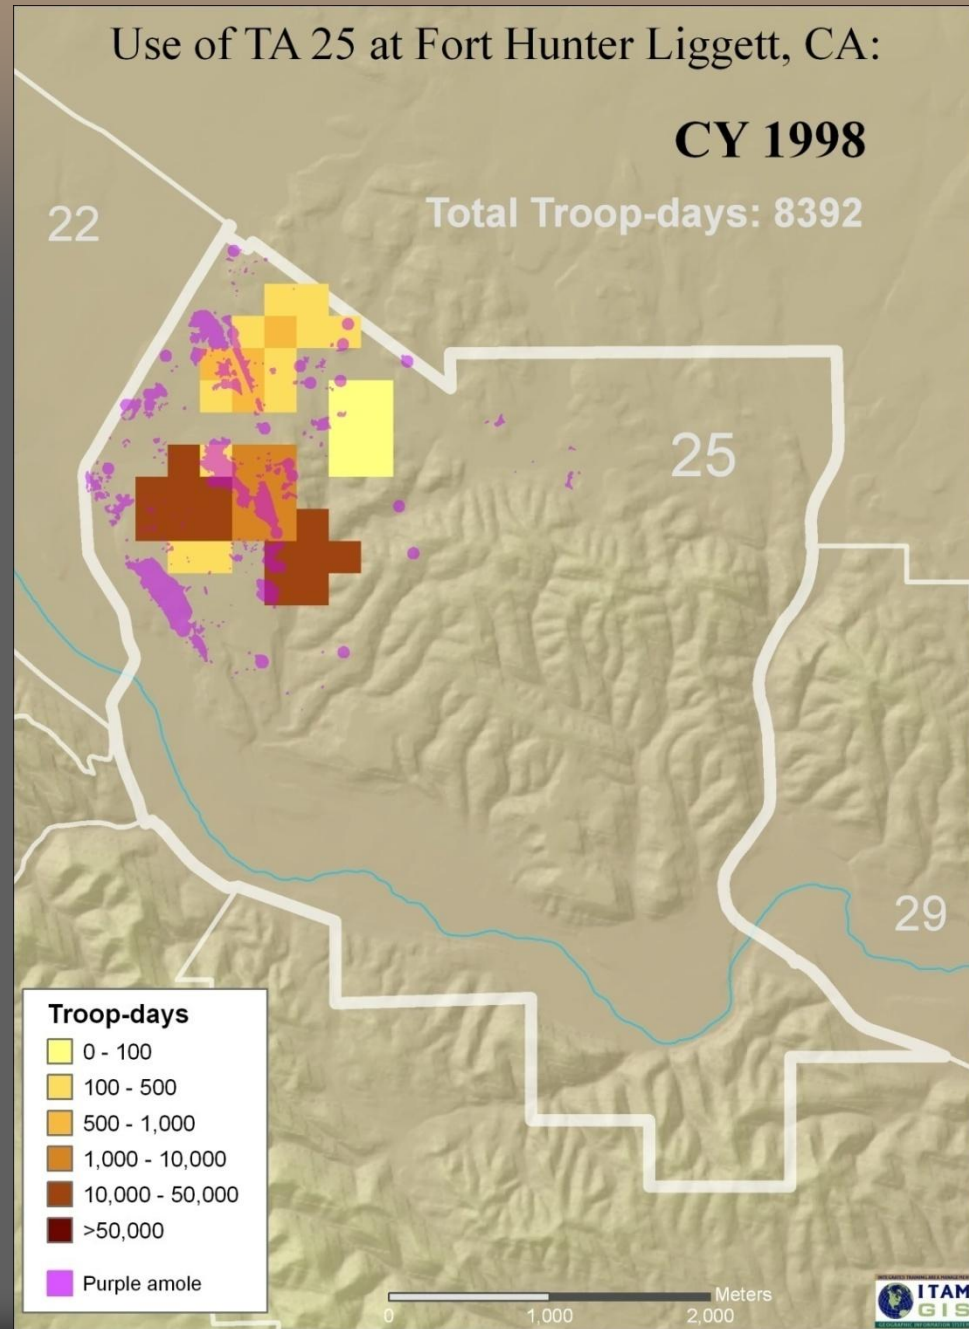 Use of TA 25 at Fort Hunter Liggett, CA:
CY 1998
Total Troop-days: 8392
22
25
29
Troop-days
0 - 100
100 - 500
500 - 1,000
1,000 - 10,000
10,000 - 50,000
>50,000
Purple amole
Meters
0 1,000 2,000
ITAM
GIS